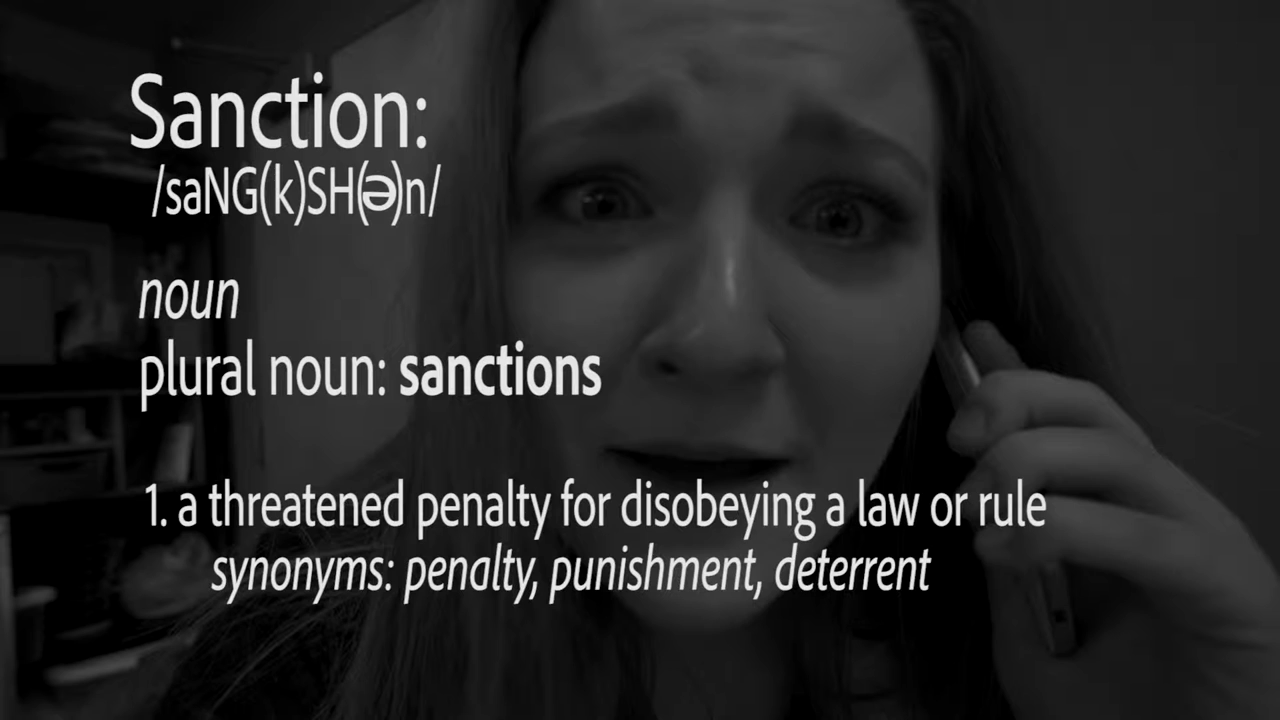 Sanction:
/saNG(k)SH(ə)n/
noun
plural noun: sanctions
1. a threatened penalty for disobeying a law or rule
synonyms: penalty, punishment, deterrent